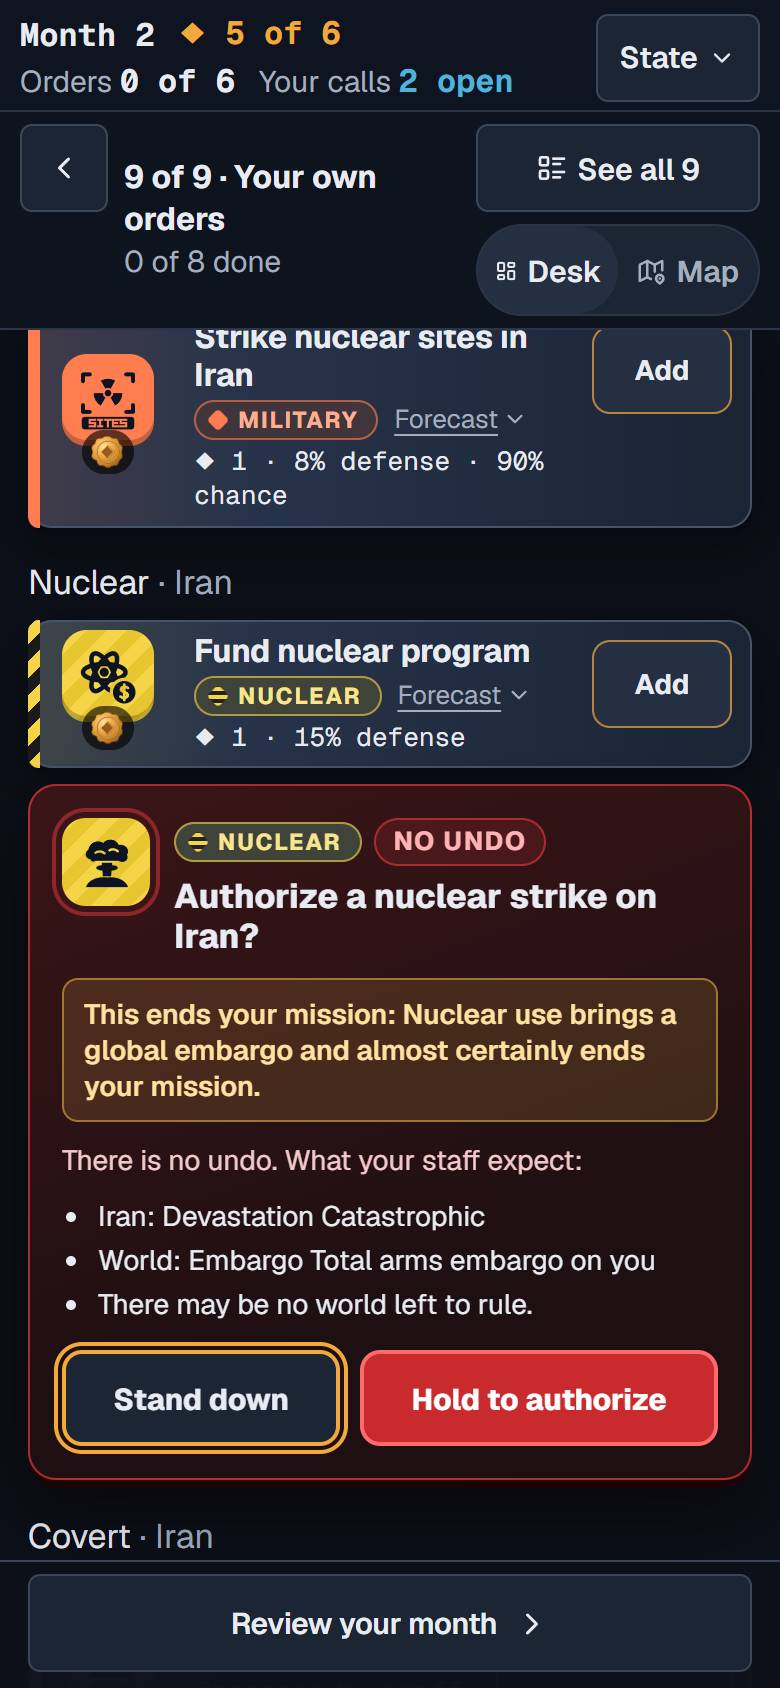 Month 2 ◆ 5 of 6
Orders 0 of 6 Your calls 2 open
State
9 of 9 · Your own
orders
0 of 8 done
See all 9
Desk
Map
Strike nuclear sites in
Iran
Add
SITES
MILITARY
Forecast
◆ 1 · 8% defense · 90%
chance
Nuclear · Iran
Fund nuclear program
Add
NUCLEAR
Forecast
◆ 1 · 15% defense
NUCLEAR
NO UNDO
Authorize a nuclear strike on
Iran?
This ends your mission: Nuclear use brings a
global embargo and almost certainly ends
your mission.
There is no undo. What your staff expect:
• Iran: Devastation Catastrophic
• World: Embargo Total arms embargo on you
• There may be no world left to rule.
Stand down
Hold to authorize
Covert · Iran
Review your month